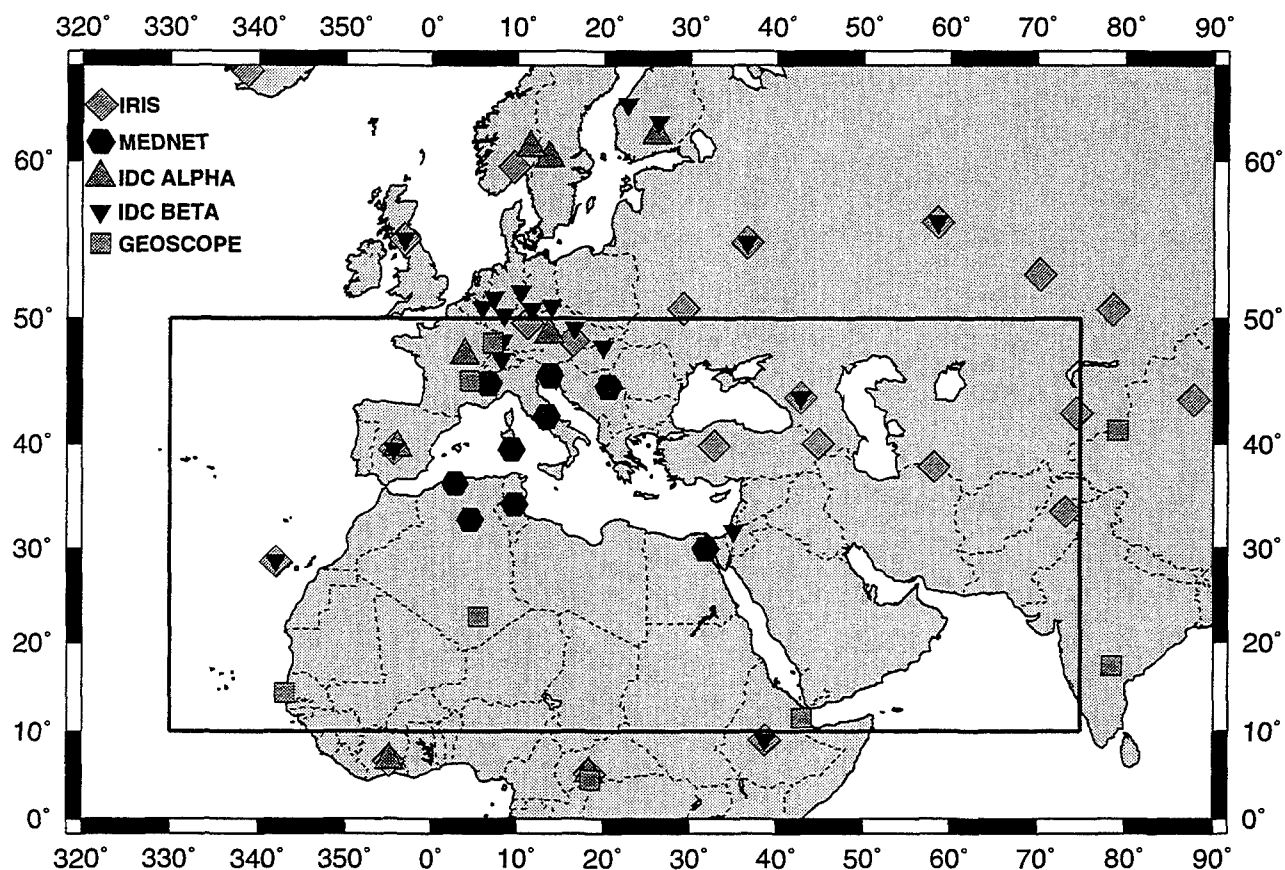 320° 330° 340° 350° 0° 10° 20° 30° 40° 50° 60° 70° 80° 90°
IRIS
MEDNET
IDC ALPHA
IDC BETA
GEOSCOPE
60° 60°
50° 50°
40° 40°
30° 30°
20° 20°
10° 10°
0° 0°
320° 330° 340° 350° 0° 10° 20° 30° 40° 50° 60° 70° 80° 90°